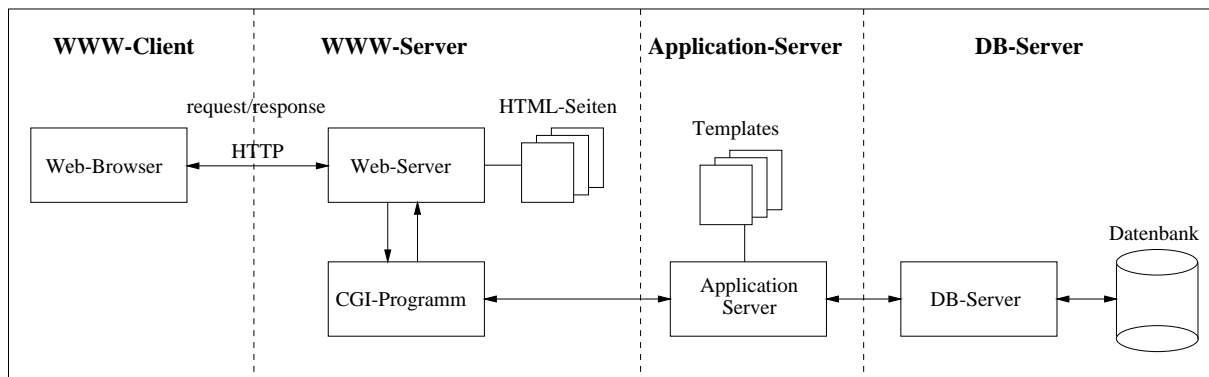 WWW-Client
WWW-Server
Application-Server
DB-Server
request/response
HTML-Seiten
Templates
Web-Browser
HTTP
Web-Server
Datenbank
CGI-Programm
Application
Server
DB-Server